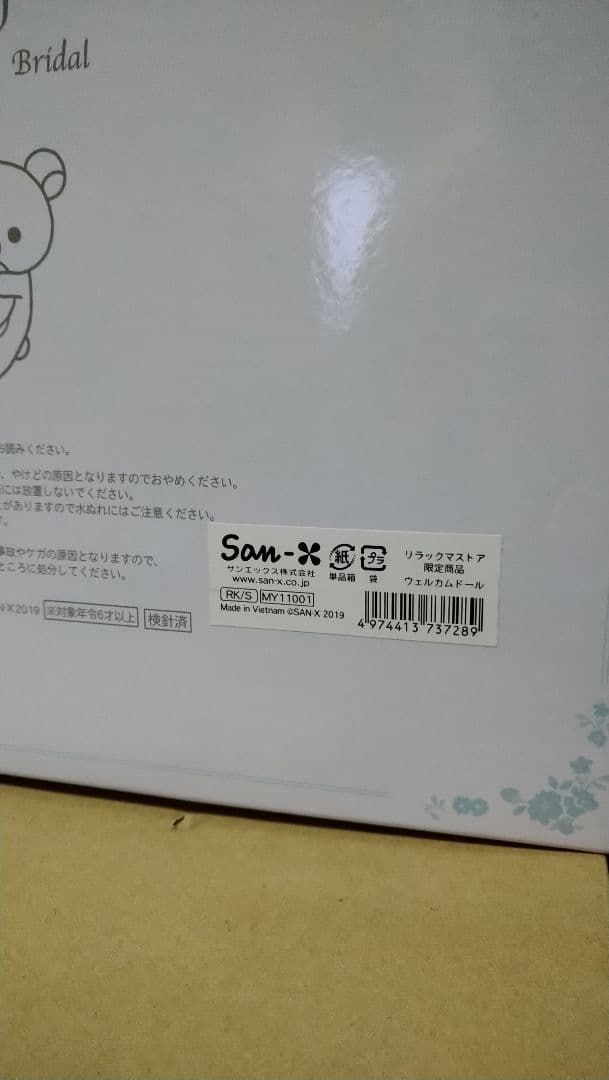 Bridal
お読みください。
、やけどの原因となりますのでおやめください。
には放置しないでください。
がありますので水ぬれにはご注意ください。
す。
事故やケガの原因となりますので、
ところに処分してください。
N-X 2019 ※対象年令6才以上 検針済
San-X
サンエックス株式会社
www.san-x.co.jp
紙
単品箱
プラ
袋
リラックマストア
限定商品
ウェルカムドール
RK/S MY11001
Made in Vietnam ©SAN-X 2019
4 974413 737289